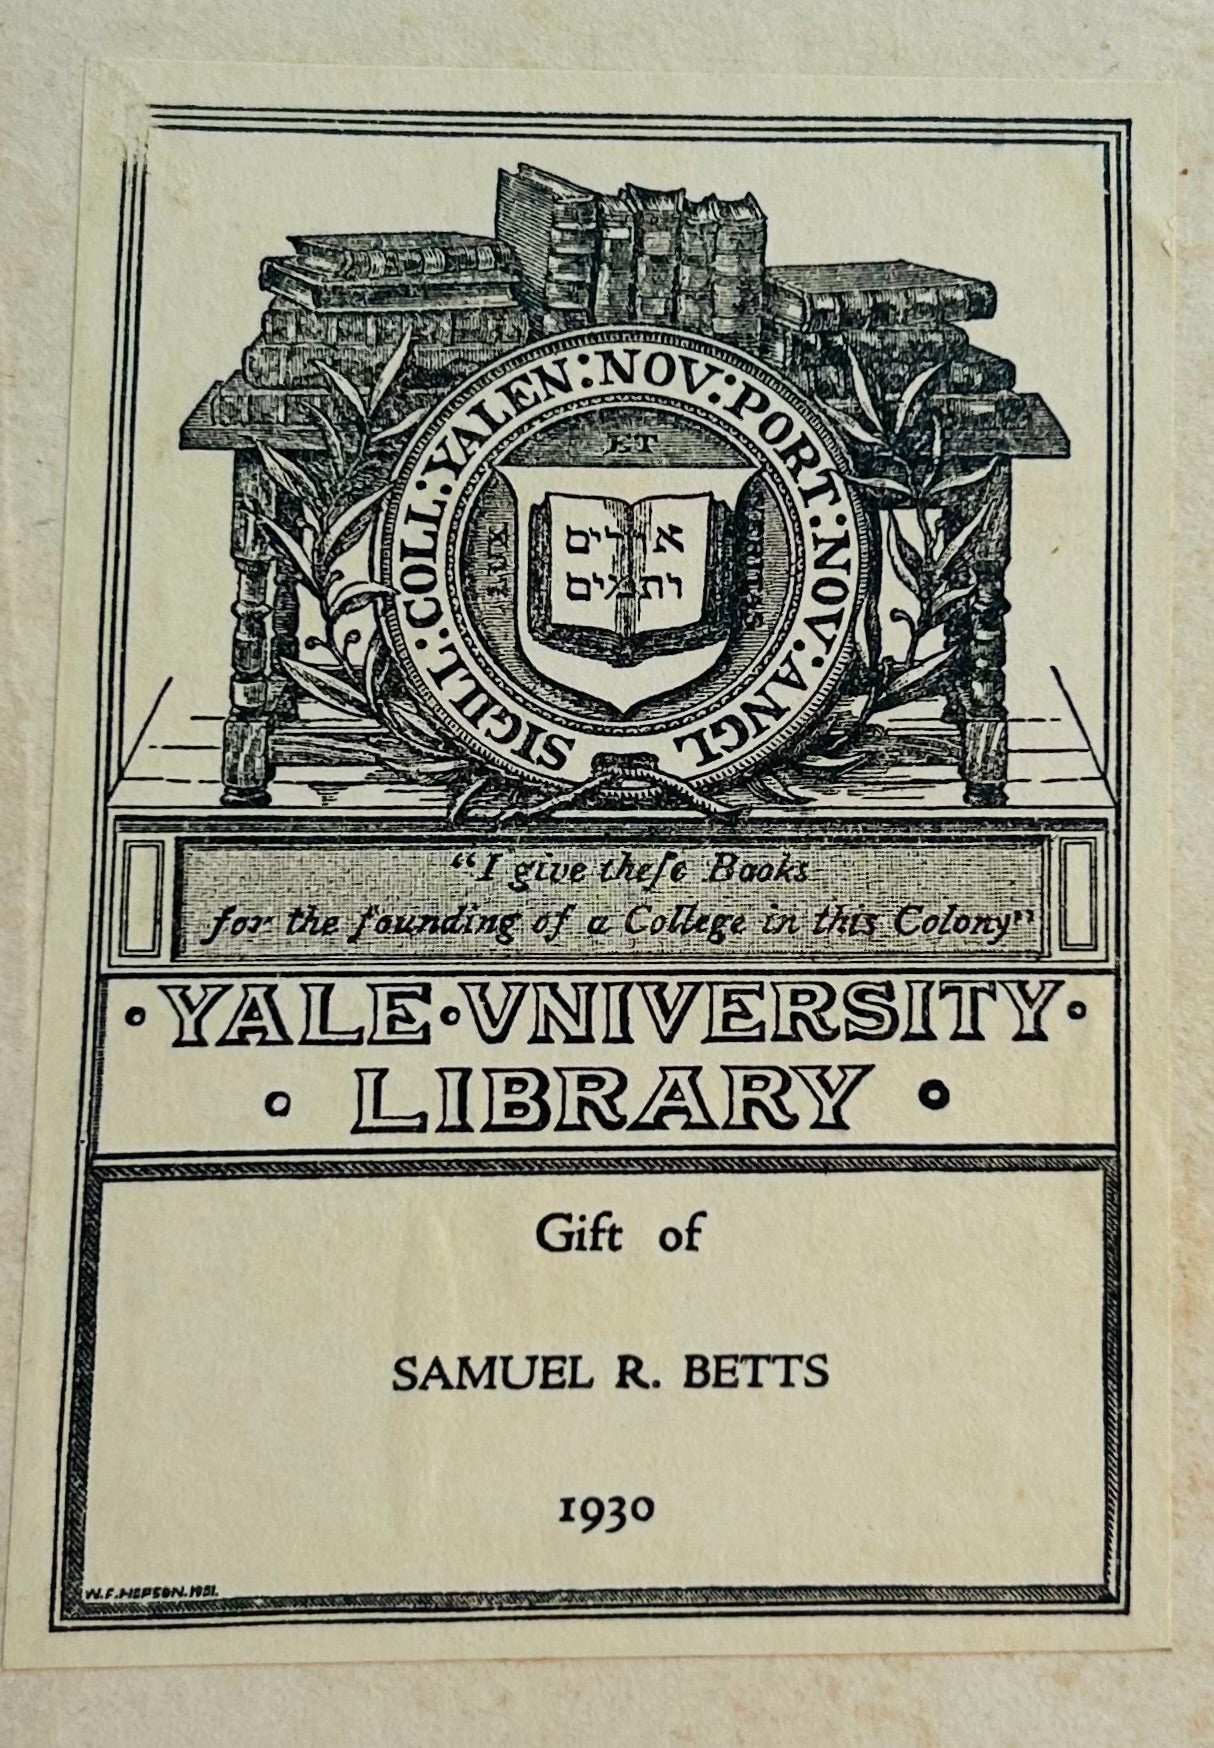 SIGILL : COLL : YALEN : NOV : PORT : NOV : ANGL
ET
LUX
VERITAS
ותמים
"I give theſe Books
for the founding of a College in this Colony"
· YALE · VNIVERSITY ·
· LIBRARY ·
Gift of
SAMUEL R. BETTS
1930
W. F. HOPSON. 1901.